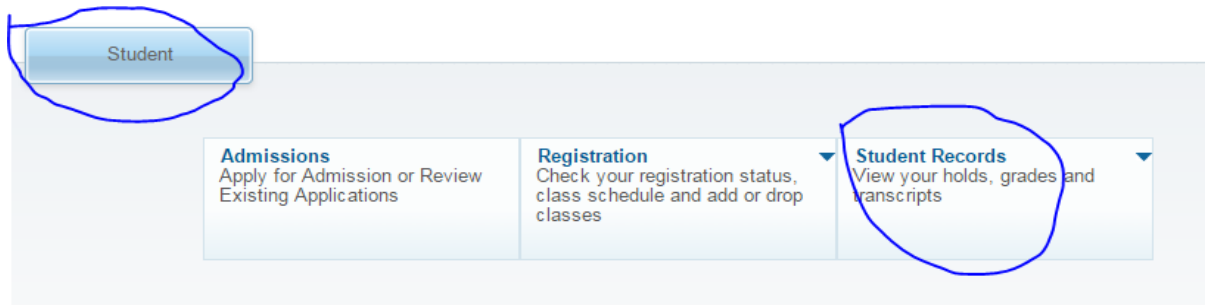 Student
Admissions
Apply for Admission or Review
Existing Applications
Registration
Check your registration status,
class schedule and add or drop
classes
Student Records
View your holds, grades and
transcripts